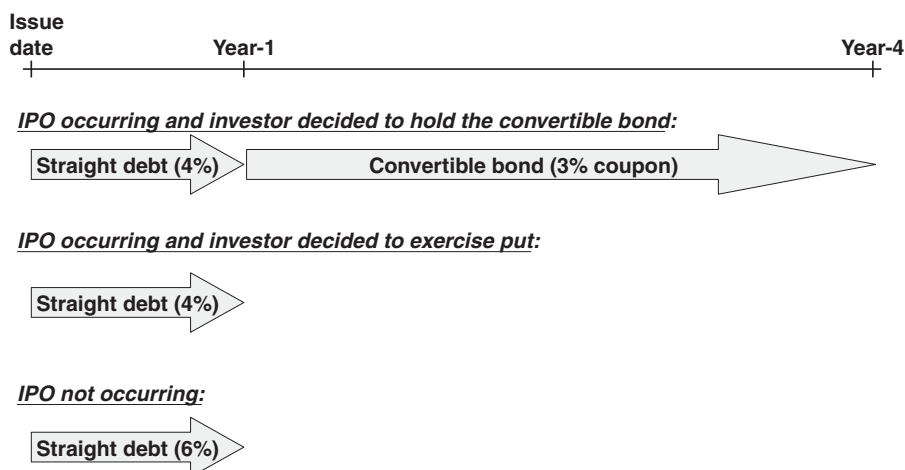 Issue
date Year-1 Year-4
IPO occurring and investor decided to hold the convertible bond:
Straight debt (4%) Convertible bond (3% coupon)
IPO occurring and investor decided to exercise put:
Straight debt (4%)
IPO not occurring:
Straight debt (6%)